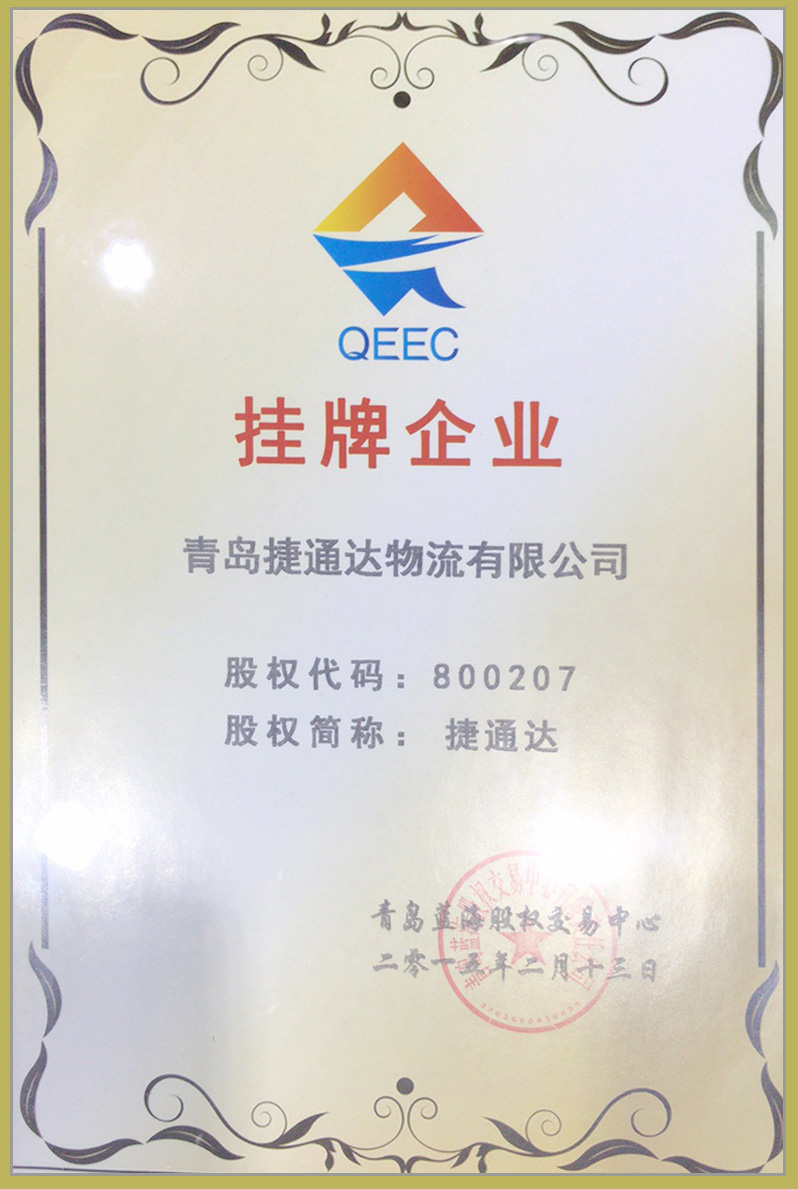 QEEC
挂牌企业
青岛捷通达物流有限公司
股权代码：800207
股权简称：捷通达
青岛蓝海股权交易中心
二零一五年二月十三日